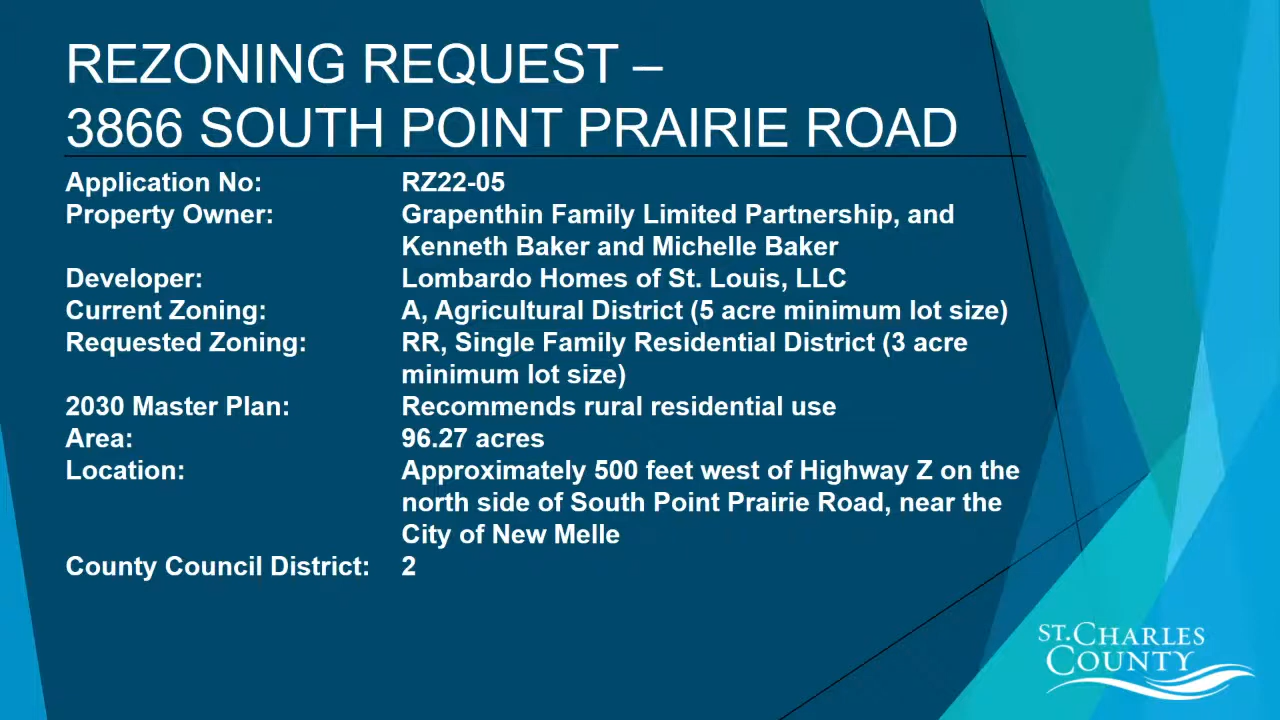 REZONING REQUEST –
3866 SOUTH POINT PRAIRIE ROAD
Application No: RZ22-05
Property Owner: Grapenthin Family Limited Partnership, and
Kenneth Baker and Michelle Baker
Developer: Lombardo Homes of St. Louis, LLC
Current Zoning: A, Agricultural District (5 acre minimum lot size)
Requested Zoning: RR, Single Family Residential District (3 acre
minimum lot size)
2030 Master Plan: Recommends rural residential use
Area: 96.27 acres
Location: Approximately 500 feet west of Highway Z on the
north side of South Point Prairie Road, near the
City of New Melle
County Council District: 2
ST. CHARLES
COUNTY